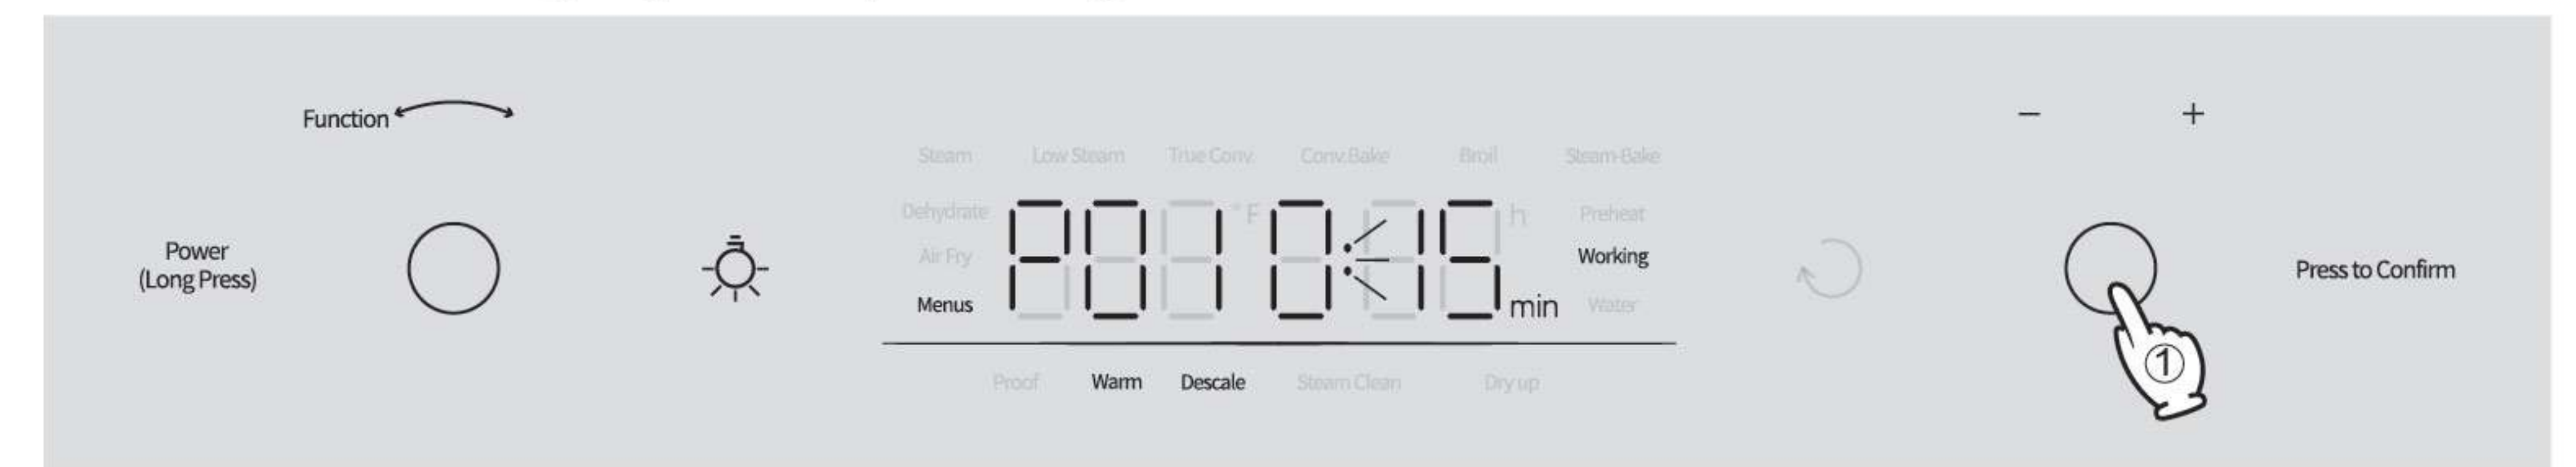 Function
− +
Steam Low Steam True Conv. Conv.Bake Broil Steam-Bake
Dehydrate °F h Preheat
Power
(Long Press)
Air Fry P01 0:15 Working
Press to Confirm
Menus min Water
①
Proof Warm Descale Steam Clean Dry up